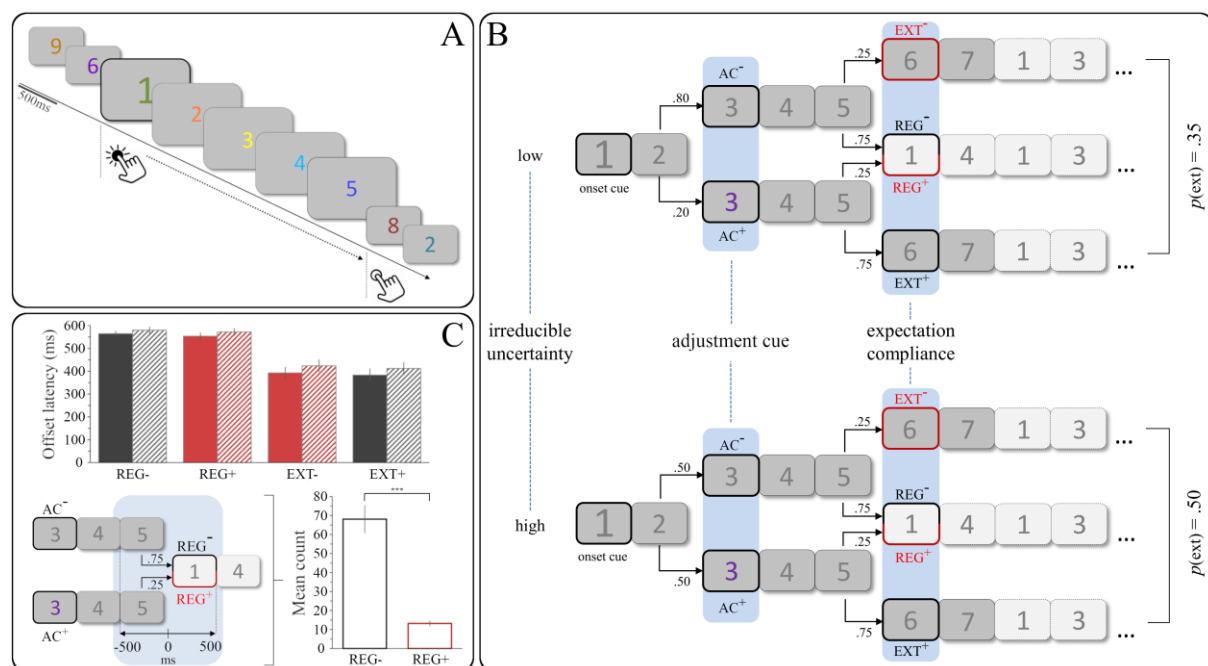 A
9
6
1
2
3
4
5
8
2
500ms
B
EXT-
6 7 1 3 ...
.25
AC-
3 4 5
.80
.75
low
1 2
onset cue
REG-
1 4 1 3 ...
REG+
.25
.20
3 4 5
AC+
.75
6 7 1 3 ...
EXT+
p(ext) = .35
irreducible
uncertainty
adjustment cue
expectation
compliance
EXT-
6 7 1 3 ...
.25
AC-
3 4 5
.50
.75
high
1 2
onset cue
REG-
1 4 1 3 ...
REG+
.25
.50
3 4 5
AC+
.75
6 7 1 3 ...
EXT+
p(ext) = .50
C
Offset latency (ms)
600
500
400
300
200
100
0
REG- REG+ EXT- EXT+
AC-
3 4 5
.75
REG-
1 4
REG+
.25
3 4 5
AC+
-500 0 500
ms
Mean count
80
70
60
50
40
30
20
10
0
***
REG- REG+